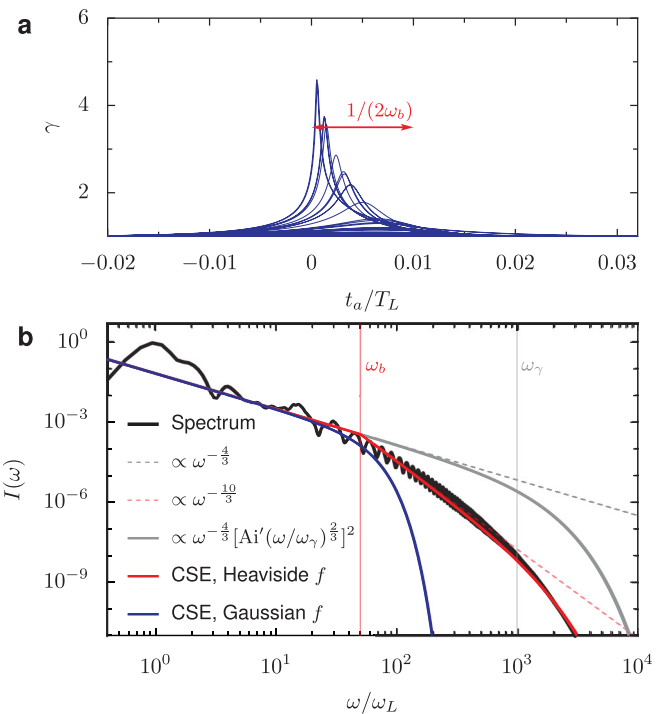 a
6
4
2
γ
1/(2ω_b)
−0.02 −0.01 0 0.01 0.02 0.03
t_a/T_L
b
10^0
10^{-3}
10^{-6}
10^{-9}
I(ω)
ω_b
ω_γ
Spectrum
∝ ω^{-4/3}
∝ ω^{-10/3}
∝ ω^{-4/3}[Ai′(ω/ω_γ)^{2/3}]^2
CSE, Heaviside f
CSE, Gaussian f
10^0 10^1 10^2 10^3 10^4
ω/ω_L